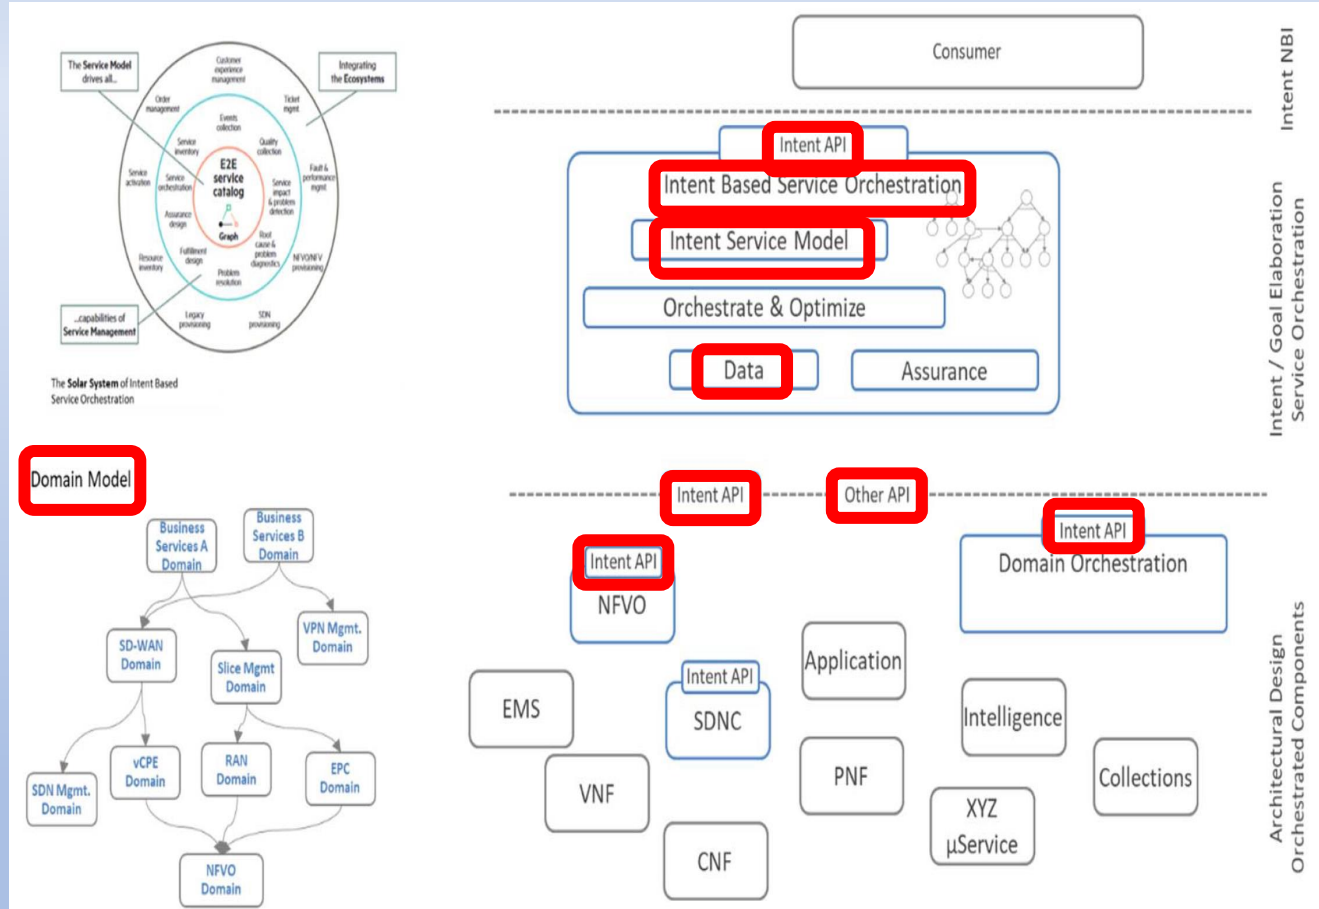 The Service Model
drives all...
Integrating
the Ecosystems
Customer
experience
management
Order
management
Ticket
mgmt.
Events
collection
Service
inventory
Quality
collection
E2E
service
catalog
Graph
Service
activation
Service
orchestration
Service
impact
& problem
detection
Fault &
performance
mgmt
Assurance
design
Root
cause &
problem
diagnostics
Fulfillment
design
Problem
resolution
Resource
inventory
NFVO/NFV
provisioning
Legacy
provisioning
SDN
provisioning
...capabilities of
Service Management
The Solar System of Intent Based
Service Orchestration
Consumer
Intent NBI
Intent API
Intent Based Service Orchestration
Intent Service Model
Orchestrate & Optimize
Data
Assurance
Intent / Goal Elaboration
Service Orchestration
Domain Model
Business
Services A
Domain
Business
Services B
Domain
SD-WAN
Domain
Slice Mgmt
Domain
VPN Mgmt.
Domain
SDN Mgmt.
Domain
vCPE
Domain
RAN
Domain
EPC
Domain
NFVO
Domain
Intent API
Other API
Intent API
NFVO
Intent API
Domain Orchestration
EMS
Intent API
SDNC
Application
Intelligence
VNF
PNF
Collections
CNF
XYZ
μService
Architectural Design
Orchestrated Components